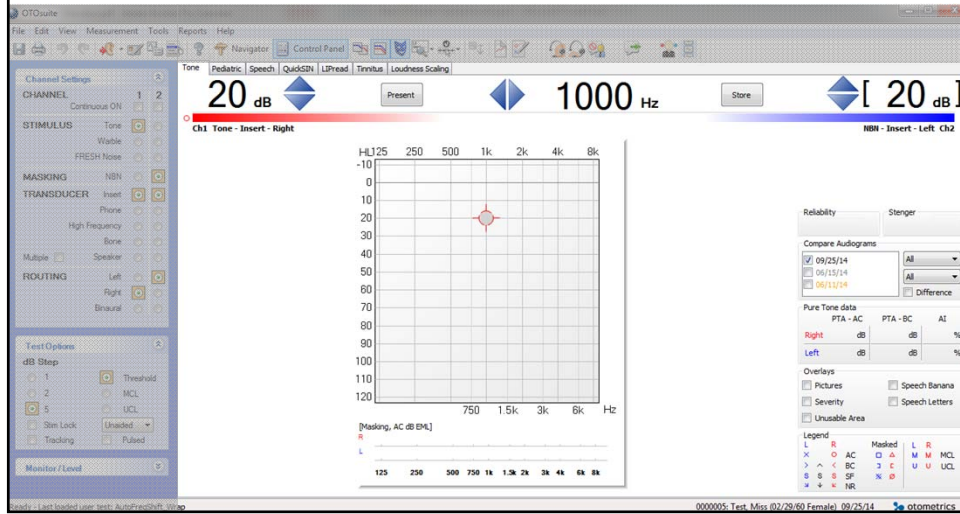 OTOsuite
File Edit View Measurement Tools Reports Help
Navigator Control Panel
Tone Pediatric Speech QuickSIN LIPread Tinnitus Loudness Scaling
20 dB Present 1000 Hz Store [ 20 dB ]
Ch1 Tone - Insert - Right NBN - Insert - Left Ch2
Channel Settings
CHANNEL 1 2
Continuous ON
STIMULUS Tone
Warble
FRESH Noise
MASKING NBN
TRANSDUCER Insert
Phone
High Frequency
Bone
Multiple Speaker
ROUTING Left
Right
Binaural
Test Options
dB Step
1 Threshold
2 MCL
5 UCL
Stim Lock Unaided
Tracking Pulsed
Monitor / Level
HL 125 250 500 1k 2k 4k 8k
-10
0
10
20
30
40
50
60
70
80
90
100
110
120
750 1.5k 3k 6k Hz
[Masking, AC dB EML]
R
L
125 250 500 750 1k 1.5k 2k 3k 4k 6k 8k
Reliability Stenger
Compare Audiograms
09/25/14 All
06/15/14 All
06/11/14 Difference
Pure Tone data
PTA - AC PTA - BC AI
Right dB dB %
Left dB dB %
Overlays
Pictures Speech Banana
Severity Speech Letters
Unusable Area
Legend
L R Masked L R
X O AC M M MCL
> ^ < BC U U UCL
S S S SF
NR
Ready - Last loaded user test: AutoFreqShift, Wrap 0000005: Test, Miss (02/29/60 Female) 09/25/14 otometrics